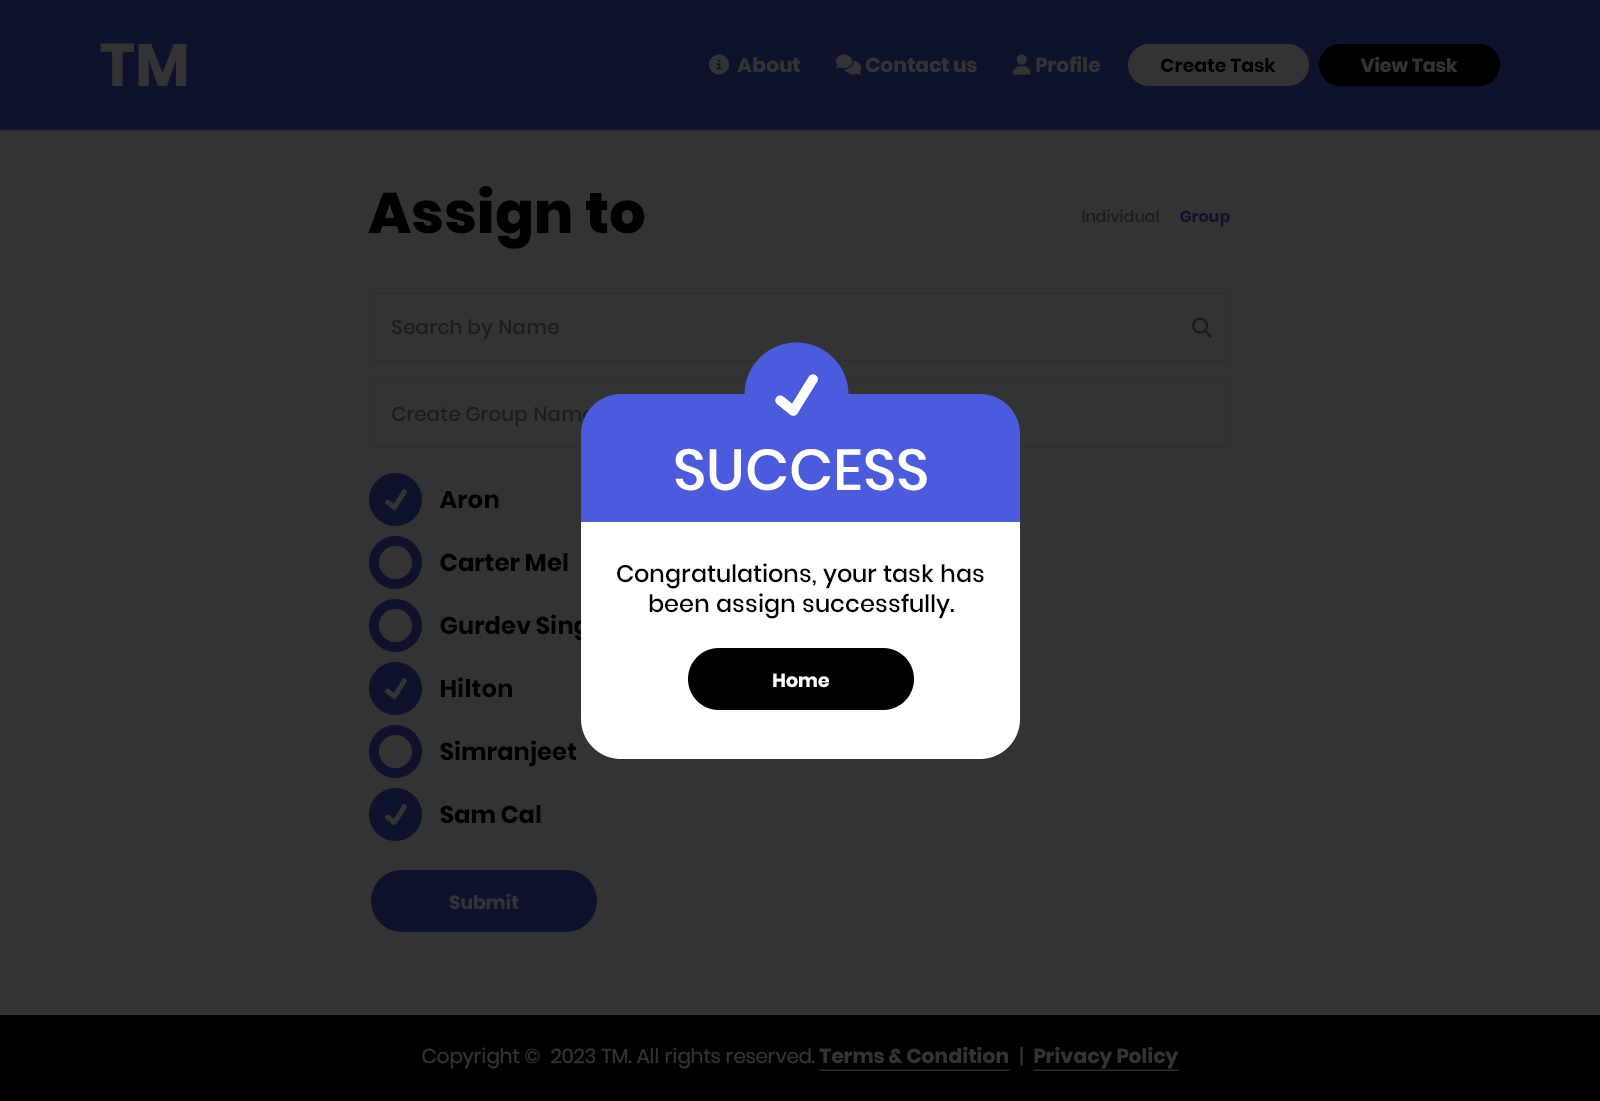 TM
About
Contact us
Profile
Create Task
View Task
Assign to
Individual
Group
Search by Name
Create Group Nam
SUCCESS
Congratulations, your task has
been assign successfully.
Home
Aron
Carter Mel
Gurdev Sing
Hilton
Simranjeet
Sam Cal
Submit
Copyright © 2023 TM. All rights reserved. Terms & Condition | Privacy Policy